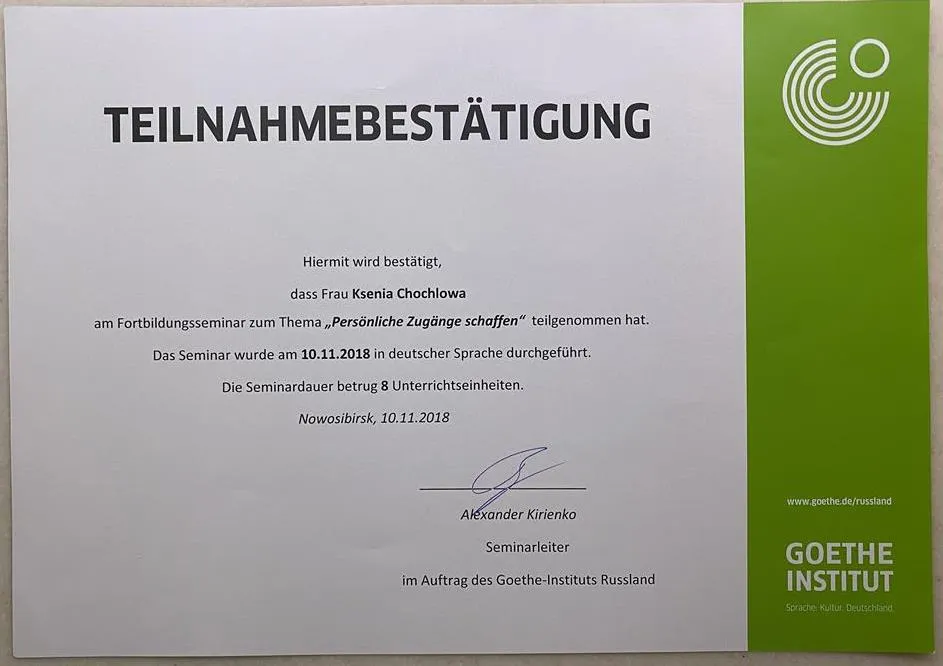 TEILNAHMEBESTÄTIGUNG
Hiermit wird bestätigt,
dass Frau Ksenia Chochlowa
am Fortbildungsseminar zum Thema „Persönliche Zugänge schaffen“ teilgenommen hat.
Das Seminar wurde am 10.11.2018 in deutscher Sprache durchgeführt.
Die Seminardauer betrug 8 Unterrichtseinheiten.
Nowosibirsk, 10.11.2018
Alexander Kirienko
Seminarleiter
im Auftrag des Goethe-Instituts Russland
www.goethe.de/russland
GOETHE
INSTITUT
Sprache. Kultur. Deutschland.